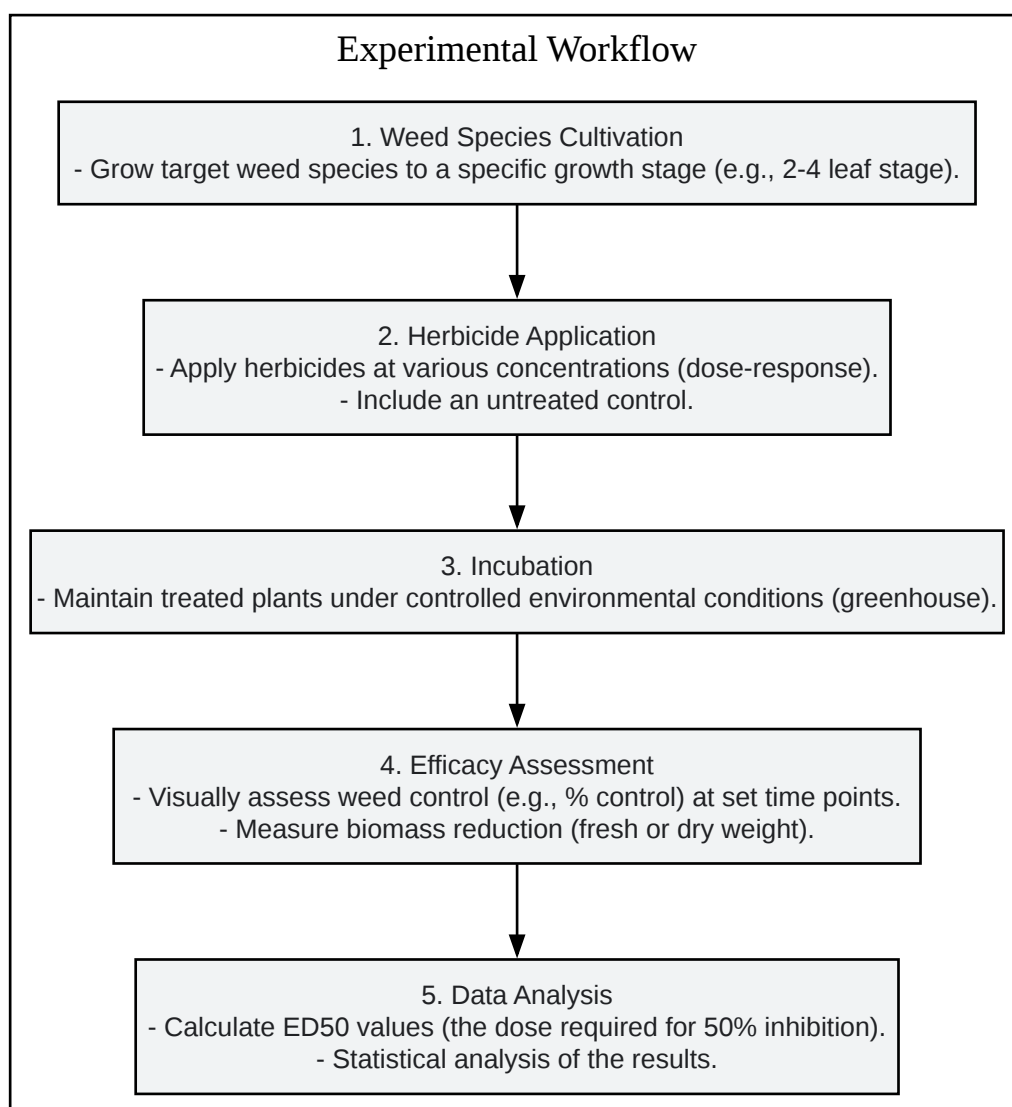 Experimental Workflow
1. Weed Species Cultivation
- Grow target weed species to a specific growth stage (e.g., 2-4 leaf stage).
2. Herbicide Application
- Apply herbicides at various concentrations (dose-response).
- Include an untreated control.
3. Incubation
- Maintain treated plants under controlled environmental conditions (greenhouse).
4. Efficacy Assessment
- Visually assess weed control (e.g., % control) at set time points.
- Measure biomass reduction (fresh or dry weight).
5. Data Analysis
- Calculate ED50 values (the dose required for 50% inhibition).
- Statistical analysis of the results.